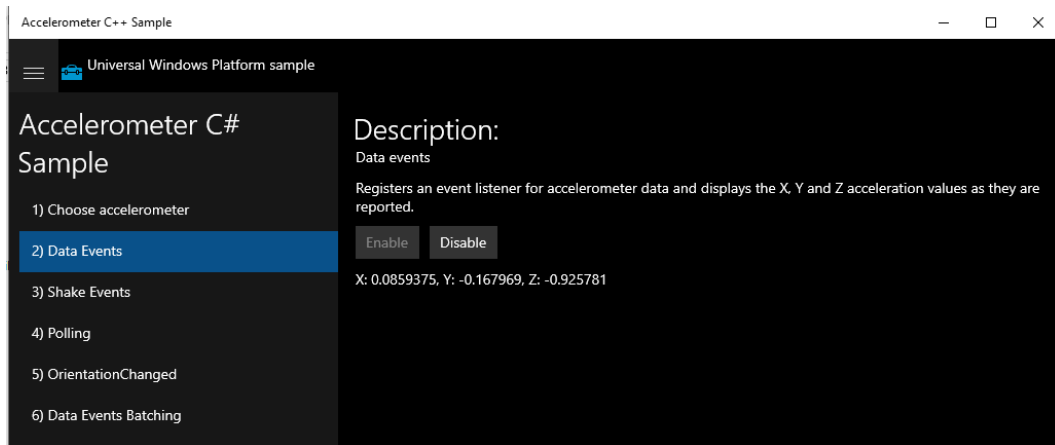 Accelerometer C++ Sample
Universal Windows Platform sample
Accelerometer C#
Sample
1) Choose accelerometer
2) Data Events
3) Shake Events
4) Polling
5) OrientationChanged
6) Data Events Batching
Description:
Data events
Registers an event listener for accelerometer data and displays the X, Y and Z acceleration values as they are
reported.
Enable Disable
X: 0.0859375, Y: -0.167969, Z: -0.925781